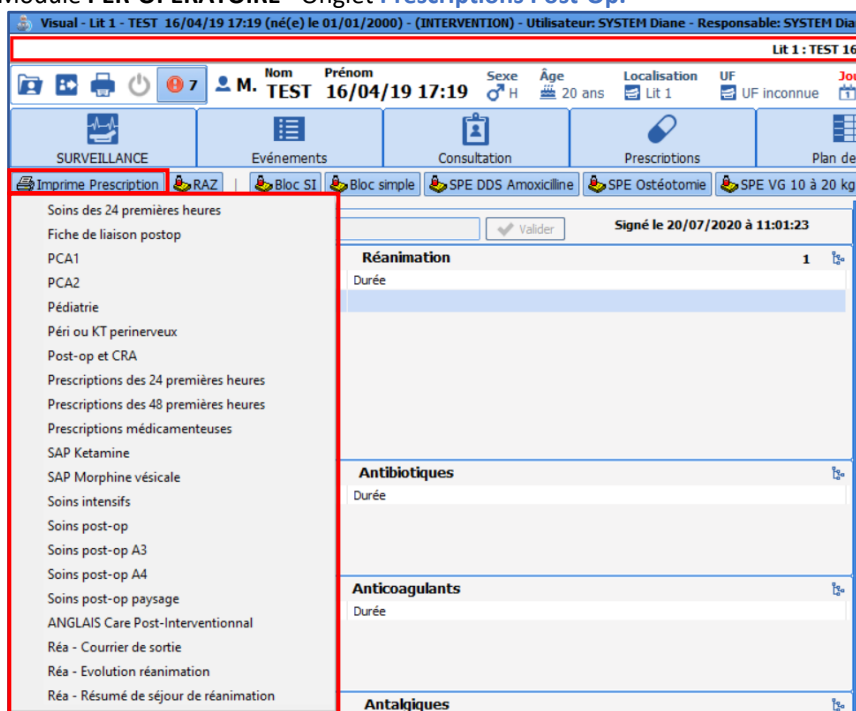 Module PER-OPERATOIRE - Onglet Prescriptions Post-Op.
Visual - Lit 1 - TEST 16/04/19 17:19 (né(e) le 01/01/2000) - (INTERVENTION) - Utilisateur: SYSTEM Diane - Responsable: SYSTEM Dia
Lit 1 : TEST 16
7 M. Nom TEST Prénom 16/04/19 17:19 Sexe H Âge 20 ans Localisation Lit 1 UF UF inconnue Jou
SURVEILLANCE Evénements Consultation Prescriptions Plan de
Imprime Prescription RAZ Bloc SI Bloc simple SPE DDS Amoxiciline SPE Ostéotomie SPE VG 10 à 20 kg
Soins des 24 premières heures
Valider Signé le 20/07/2020 à 11:01:23
Fiche de liaison postop
PCA1
Réanimation 1
PCA2
Durée
Pédiatrie
Péri ou KT perinerveux
Post-op et CRA
Prescriptions des 24 premières heures
Prescriptions des 48 premières heures
Prescriptions médicamenteuses
SAP Ketamine
SAP Morphine vésicale
Antibiotiques
Soins intensifs
Durée
Soins post-op
Soins post-op A3
Soins post-op A4
Anticoagulants
Soins post-op paysage
Durée
ANGLAIS Care Post-Interventionnal
Réa - Courrier de sortie
Réa - Evolution réanimation
Réa - Résumé de séjour de réanimation
Antalgiques